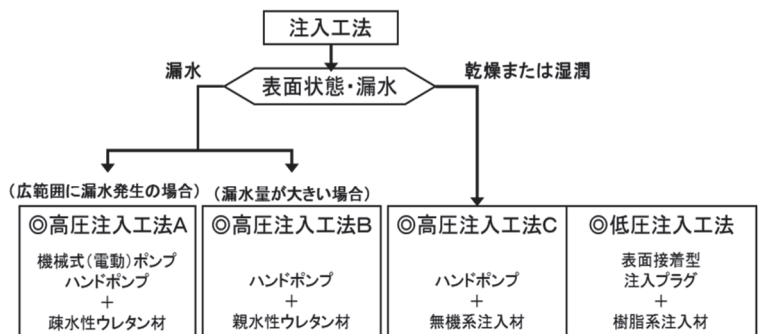 注入工法
漏水
表面状態・漏水
乾燥または湿潤
(広範囲に漏水発生の場合)
(漏水量が大きい場合)
◎高圧注入工法A
機械式(電動)ポンプ
ハンドポンプ
+
疎水性ウレタン材
◎高圧注入工法B
ハンドポンプ
+
親水性ウレタン材
◎高圧注入工法C
ハンドポンプ
+
無機系注入材
◎低圧注入工法
表面接着型
注入プラグ
+
樹脂系注入材